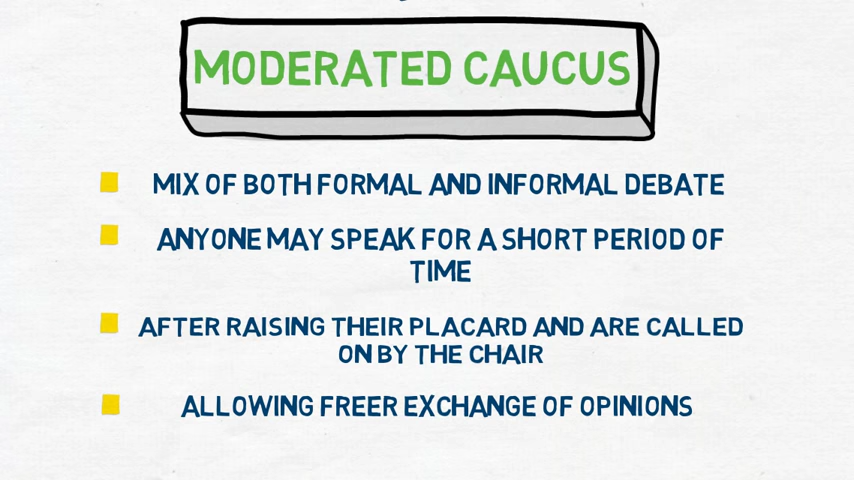 MODERATED CAUCUS
MIX OF BOTH FORMAL AND INFORMAL DEBATE
ANYONE MAY SPEAK FOR A SHORT PERIOD OF
TIME
AFTER RAISING THEIR PLACARD AND ARE CALLED
ON BY THE CHAIR
ALLOWING FREER EXCHANGE OF OPINIONS